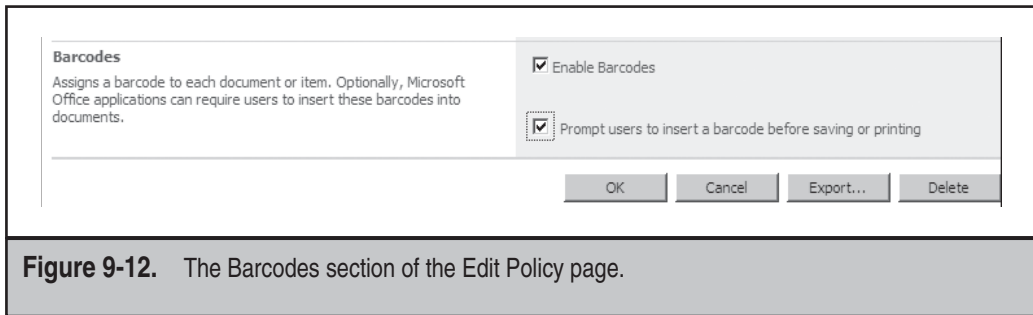 Barcodes
Assigns a barcode to each document or item. Optionally, Microsoft
Office applications can require users to insert these barcodes into
documents.
Enable Barcodes
Prompt users to insert a barcode before saving or printing
OK Cancel Export... Delete
Figure 9-12. The Barcodes section of the Edit Policy page.